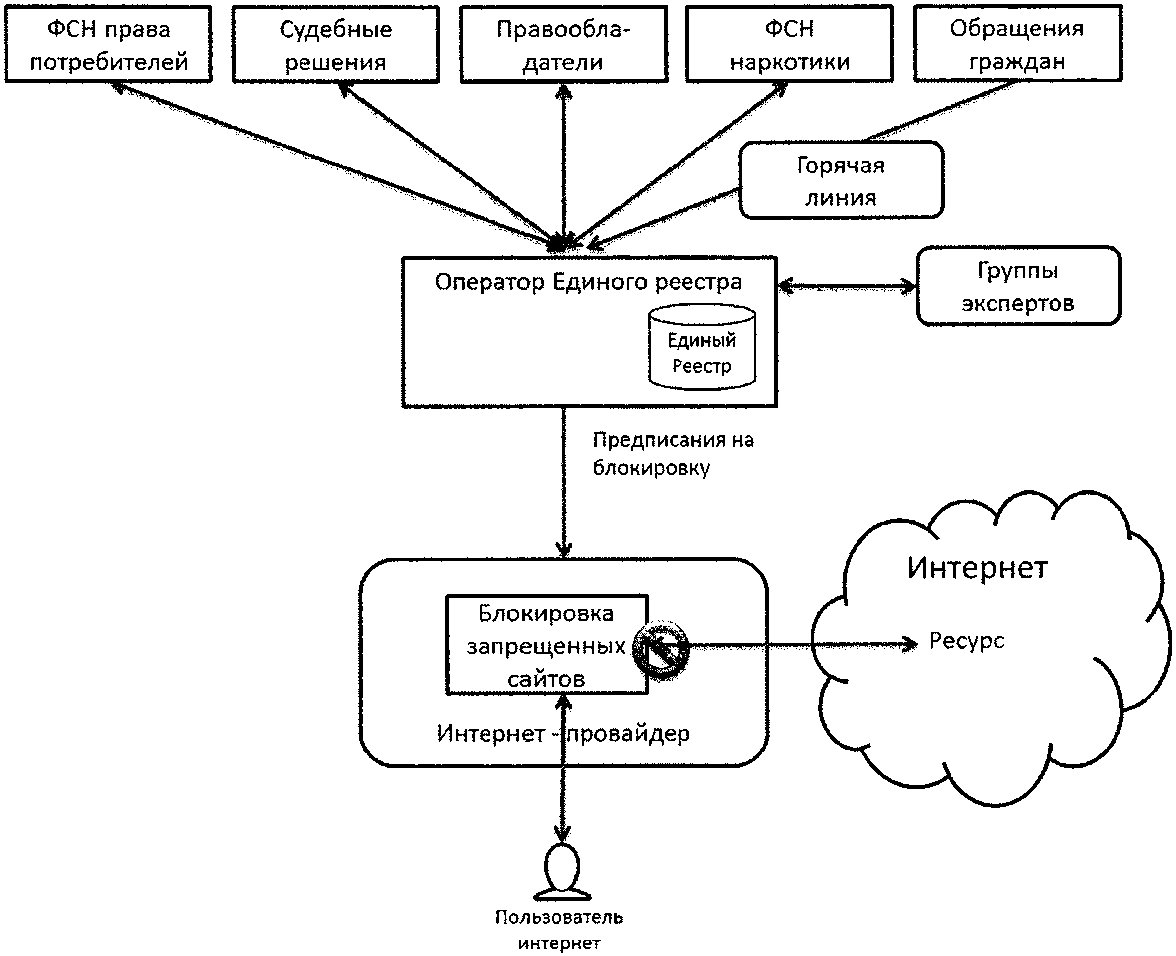 ФСН права
потребителей
Судебные
решения
Правообла-
датели
ФСН
наркотики
Обращения
граждан
Горячая
линия
Оператор Единого реестра
Единый
Реестр
Группы
экспертов
Предписания на
блокировку
Интернет
Ресурс
Блокировка
запрещенных
сайтов
Интернет - провайдер
Пользователь
интернет